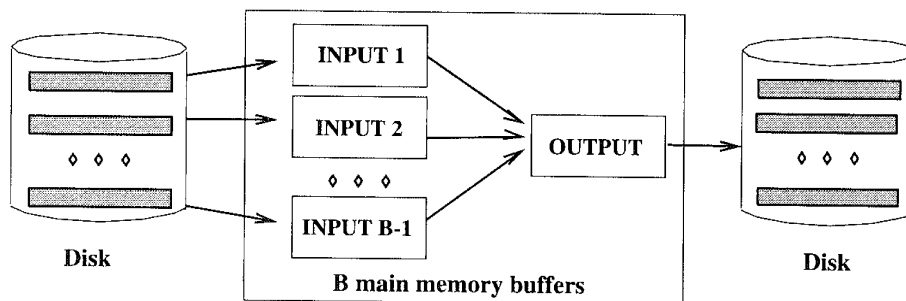 INPUT 1
INPUT 2
INPUT B-1
OUTPUT
Disk
B main memory buffers
Disk